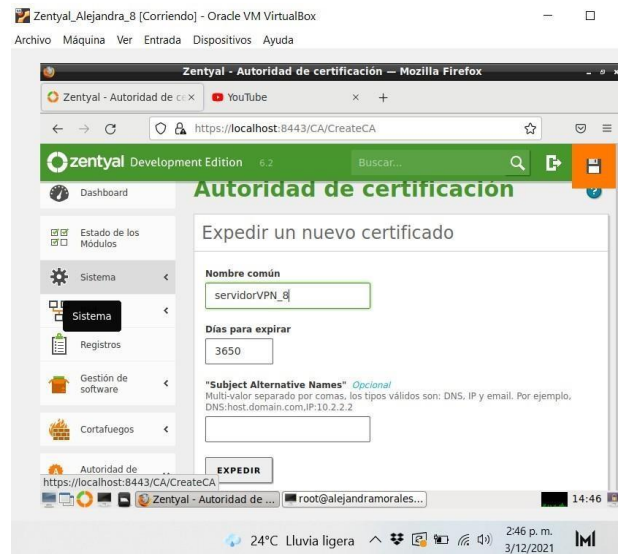 Zentyal_Alejandra_8 [Corriendo] - Oracle VM VirtualBox
Archivo Máquina Ver Entrada Dispositivos Ayuda
Zentyal - Autoridad de certificación — Mozilla Firefox
Zentyal - Autoridad de ce
YouTube
https://localhost:8443/CA/CreateCA
zentyal Development Edition 6.2
Buscar...
Dashboard
Estado de los
Módulos
Sistema
Sistema
Registros
Gestión de
software
Cortafuegos
Autoridad de
Autoridad de certificación
Expedir un nuevo certificado
Nombre común
servidorVPN_8
Días para expirar
3650
"Subject Alternative Names" Opcional
Multi-valor separado por comas, los tipos válidos son: DNS, IP y email. Por ejemplo,
DNS:host.domain.com,IP:10.2.2.2
EXPEDIR
https://localhost:8443/CA/CreateCA
Zentyal - Autoridad de ...
root@alejandramorales...
14:46
24°C Lluvia ligera
2:46 p. m.
3/12/2021